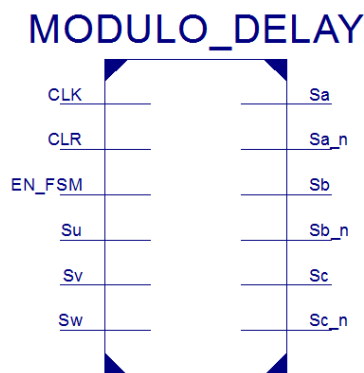 MODULO_DELAY
CLK Sa
CLR Sa_n
EN_FSM Sb
Su Sb_n
Sv Sc
Sw Sc_n